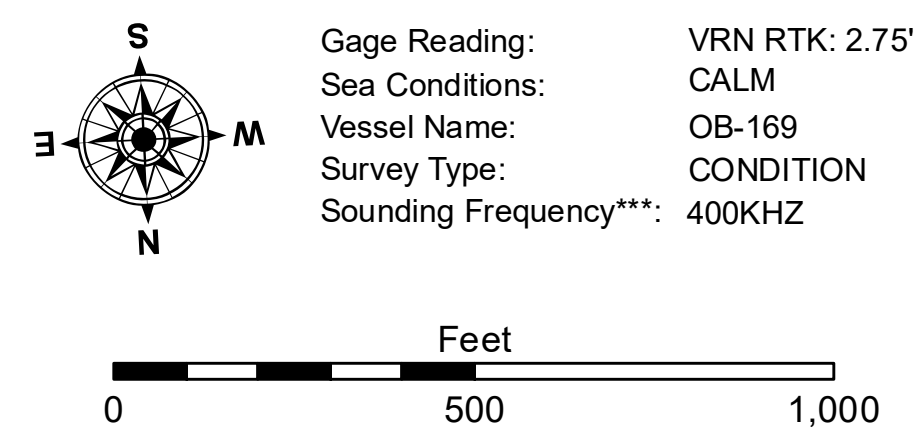 S
E W
N
Gage Reading: VRN RTK: 2.75'
Sea Conditions: CALM
Vessel Name: OB-169
Survey Type: CONDITION
Sounding Frequency***: 400KHZ
Feet
0 500 1,000